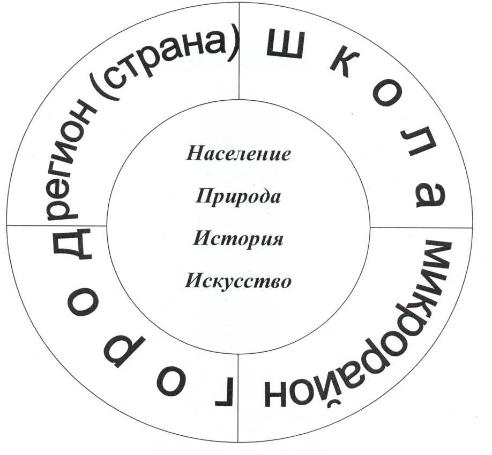 школа
микрорайон
город
регион (страна)
Население
Природа
История
Искусство